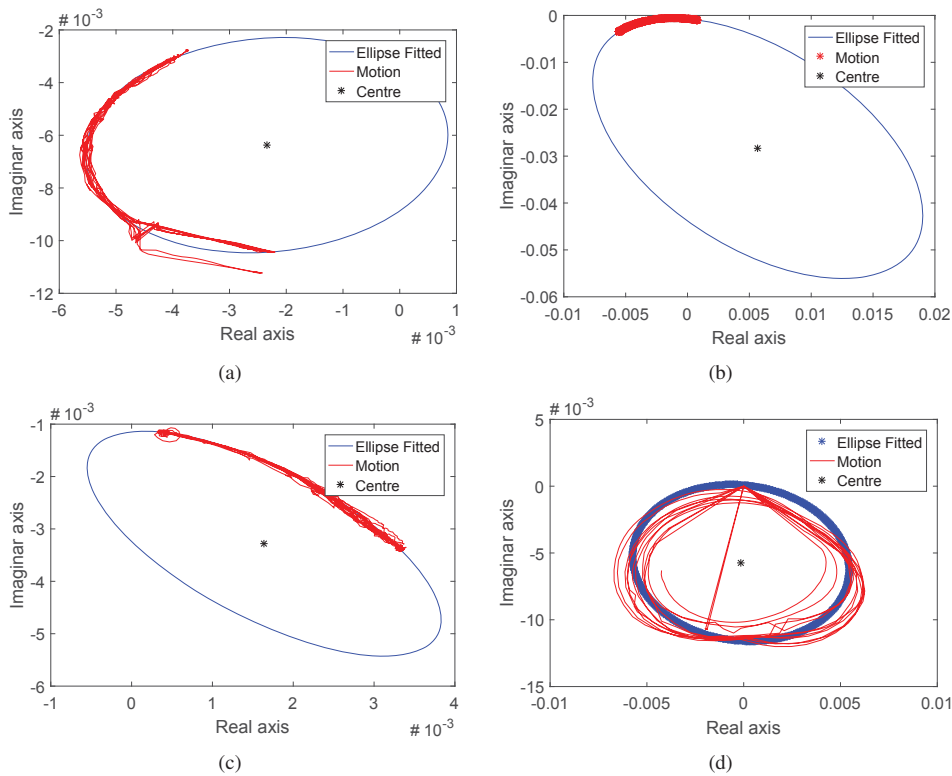 # 10^-3
-2
-4
-6
-8
-10
-12
Imaginar axis
Ellipse Fitted
Motion
Centre
-6 -5 -4 -3 -2 -1 0 1
Real axis
# 10^-3
(a)
0
-0.01
-0.02
-0.03
-0.04
-0.05
-0.06
Imaginar axis
Ellipse Fitted
Motion
Centre
-0.01 -0.005 0 0.005 0.01 0.015 0.02
Real axis
(b)
# 10^-3
-1
-2
-3
-4
-5
-6
Imaginar axis
Ellipse Fitted
Motion
Centre
-1 0 1 2 3 4
Real axis
# 10^-3
(c)
# 10^-3
5
0
-5
-10
-15
Imaginar axis
Ellipse Fitted
Motion
Centre
-0.01 -0.005 0 0.005 0.01
Real axis
(d)